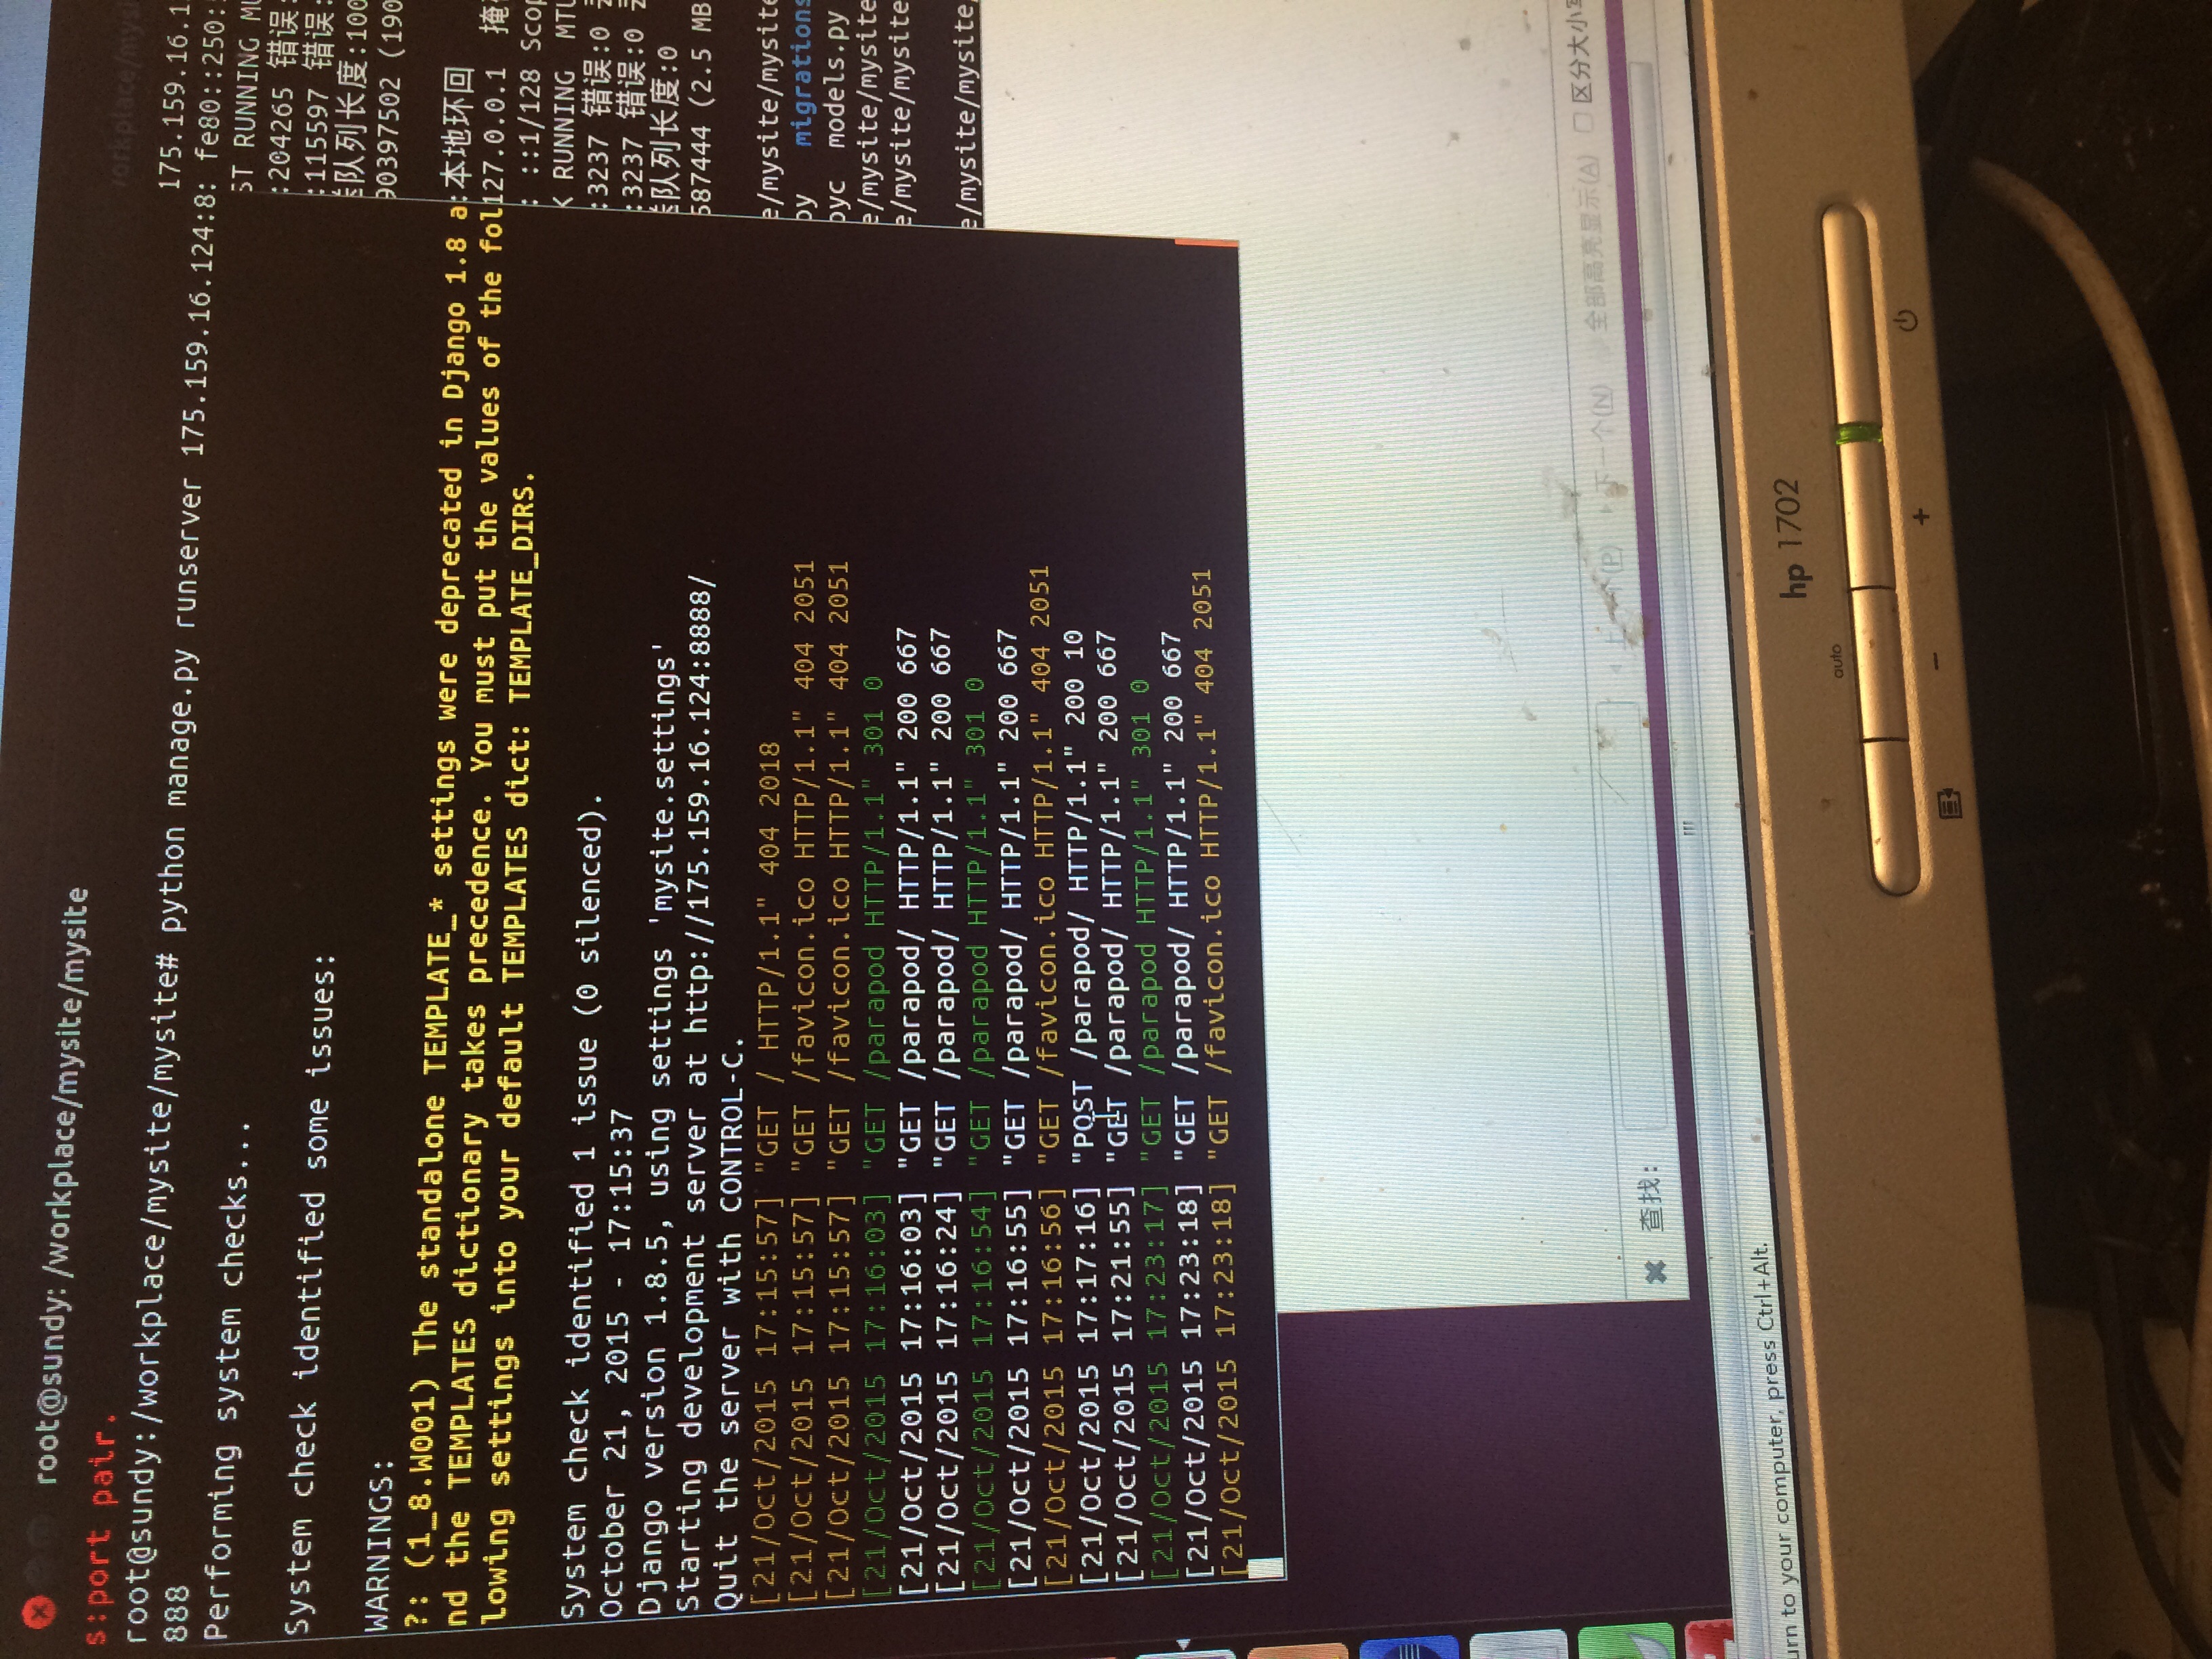 root@sundy: /workplace/mysite/mysite
s:port pair.
root@sundy:/workplace/mysite/mysite# python manage.py runserver 175.159.16.124:8
888
Performing system checks...
System check identified some issues:
WARNINGS:
?: (1_8.W001) The standalone TEMPLATE_* settings were deprecated in Django 1.8 a
nd the TEMPLATES dictionary takes precedence. You must put the values of the fol
lowing settings into your default TEMPLATES dict: TEMPLATE_DIRS.
System check identified 1 issue (0 silenced).
October 21, 2015 - 17:15:37
Django version 1.8.5, using settings 'mysite.settings'
Starting development server at http://175.159.16.124:8888/
Quit the server with CONTROL-C.
[21/Oct/2015 17:15:57] "GET / HTTP/1.1" 404 2018
[21/Oct/2015 17:15:57] "GET /favicon.ico HTTP/1.1" 404 2051
[21/Oct/2015 17:15:57] "GET /favicon.ico HTTP/1.1" 404 2051
[21/Oct/2015 17:16:03] "GET /parapod HTTP/1.1" 301 0
[21/Oct/2015 17:16:03] "GET /parapod/ HTTP/1.1" 200 667
[21/Oct/2015 17:16:24] "GET /parapod/ HTTP/1.1" 200 667
[21/Oct/2015 17:16:54] "GET /parapod HTTP/1.1" 301 0
[21/Oct/2015 17:16:55] "GET /parapod/ HTTP/1.1" 200 667
[21/Oct/2015 17:16:56] "GET /favicon.ico HTTP/1.1" 404 2051
[21/Oct/2015 17:17:16] "POST /parapod/ HTTP/1.1" 200 10
[21/Oct/2015 17:21:55] "GET /parapod/ HTTP/1.1" 200 667
[21/Oct/2015 17:23:17] "GET /parapod HTTP/1.1" 301 0
[21/Oct/2015 17:23:18] "GET /parapod/ HTTP/1.1" 200 667
[21/Oct/2015 17:23:18] "GET /favicon.ico HTTP/1.1" 404 2051
175.159.16.1
: fe80::250:
ST RUNNING MU
:204265 错误:
:115597 错误:
队列长度:100
90397502 (190
:本地环回
127.0.0.1 掩
: ::1/128 Scop
K RUNNING MTU
:3237 错误:0
:3237 错误:0
队列长度:0
587444 (2.5 MB
e/mysite/mysite
py migrations
pyc models.py
e/mysite/mysite
e/mysite/mysite
e/mysite/mysite/
查找: 上一个(P) 下一个(N) 全部高亮显示(A) 区分大小写
urn to your computer, press Ctrl+Alt.
hp 1702
auto